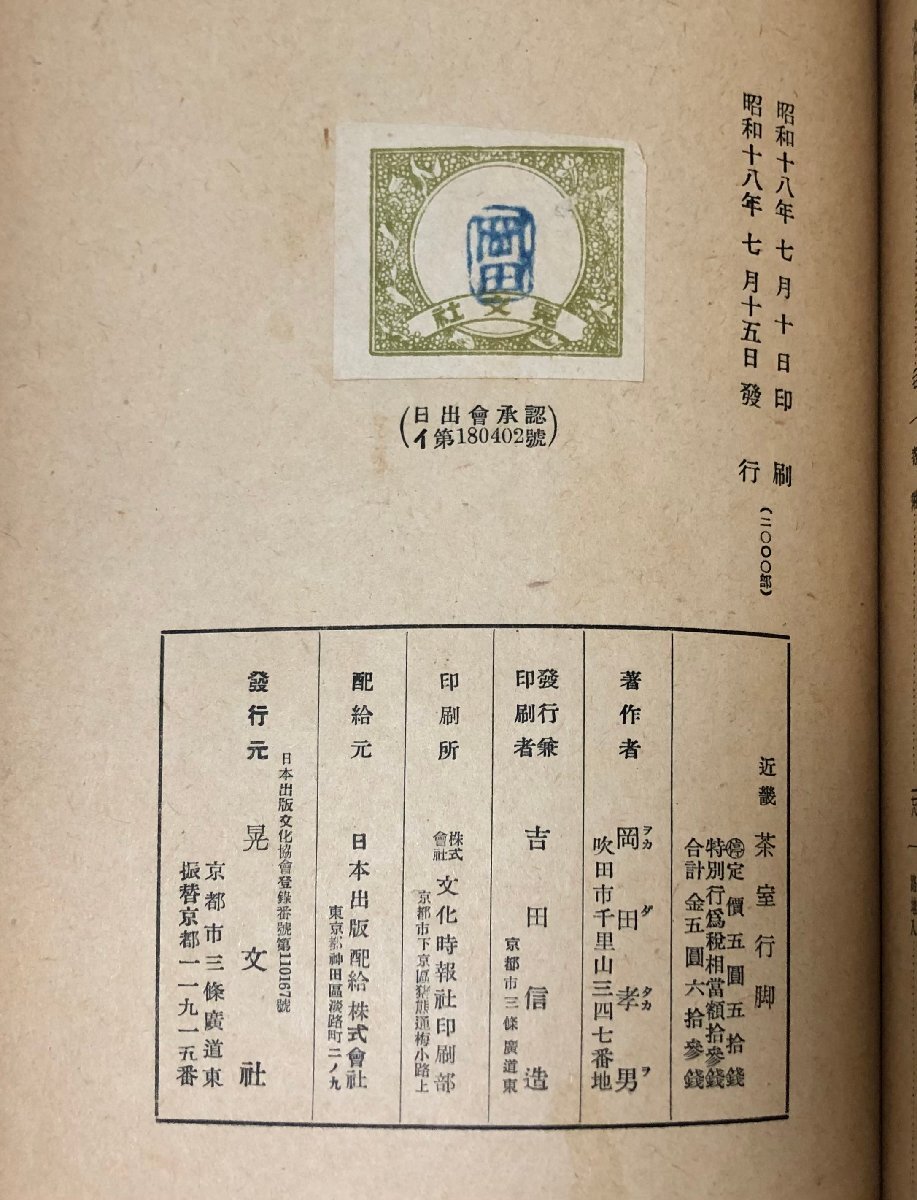 昭和十八年七月十日印刷
昭和十八年七月十五日發行
(二〇〇〇部)
岡田
社文晃
(日出會承認
イ第180402號)
近畿 茶室行脚
㊞定價五圓五拾錢
特別行爲税相當額拾參錢
合計金五圓六拾參錢
著作者 岡田孝男
ヲカ ダ タカ ヲ
吹田市千里山三四七番地
發行兼
印刷者
吉田信造
京都市三條廣道東
印刷所
株式
會社
文化時報社印刷部
京都市下京區猪熊通梅小路上
配給元 日本出版配給株式會社
東京都神田區淡路町二ノ九
日本出版文化協會登錄番號第110167號
發行元 晃文社
京都市三條廣道東
振替京都一一九一五番